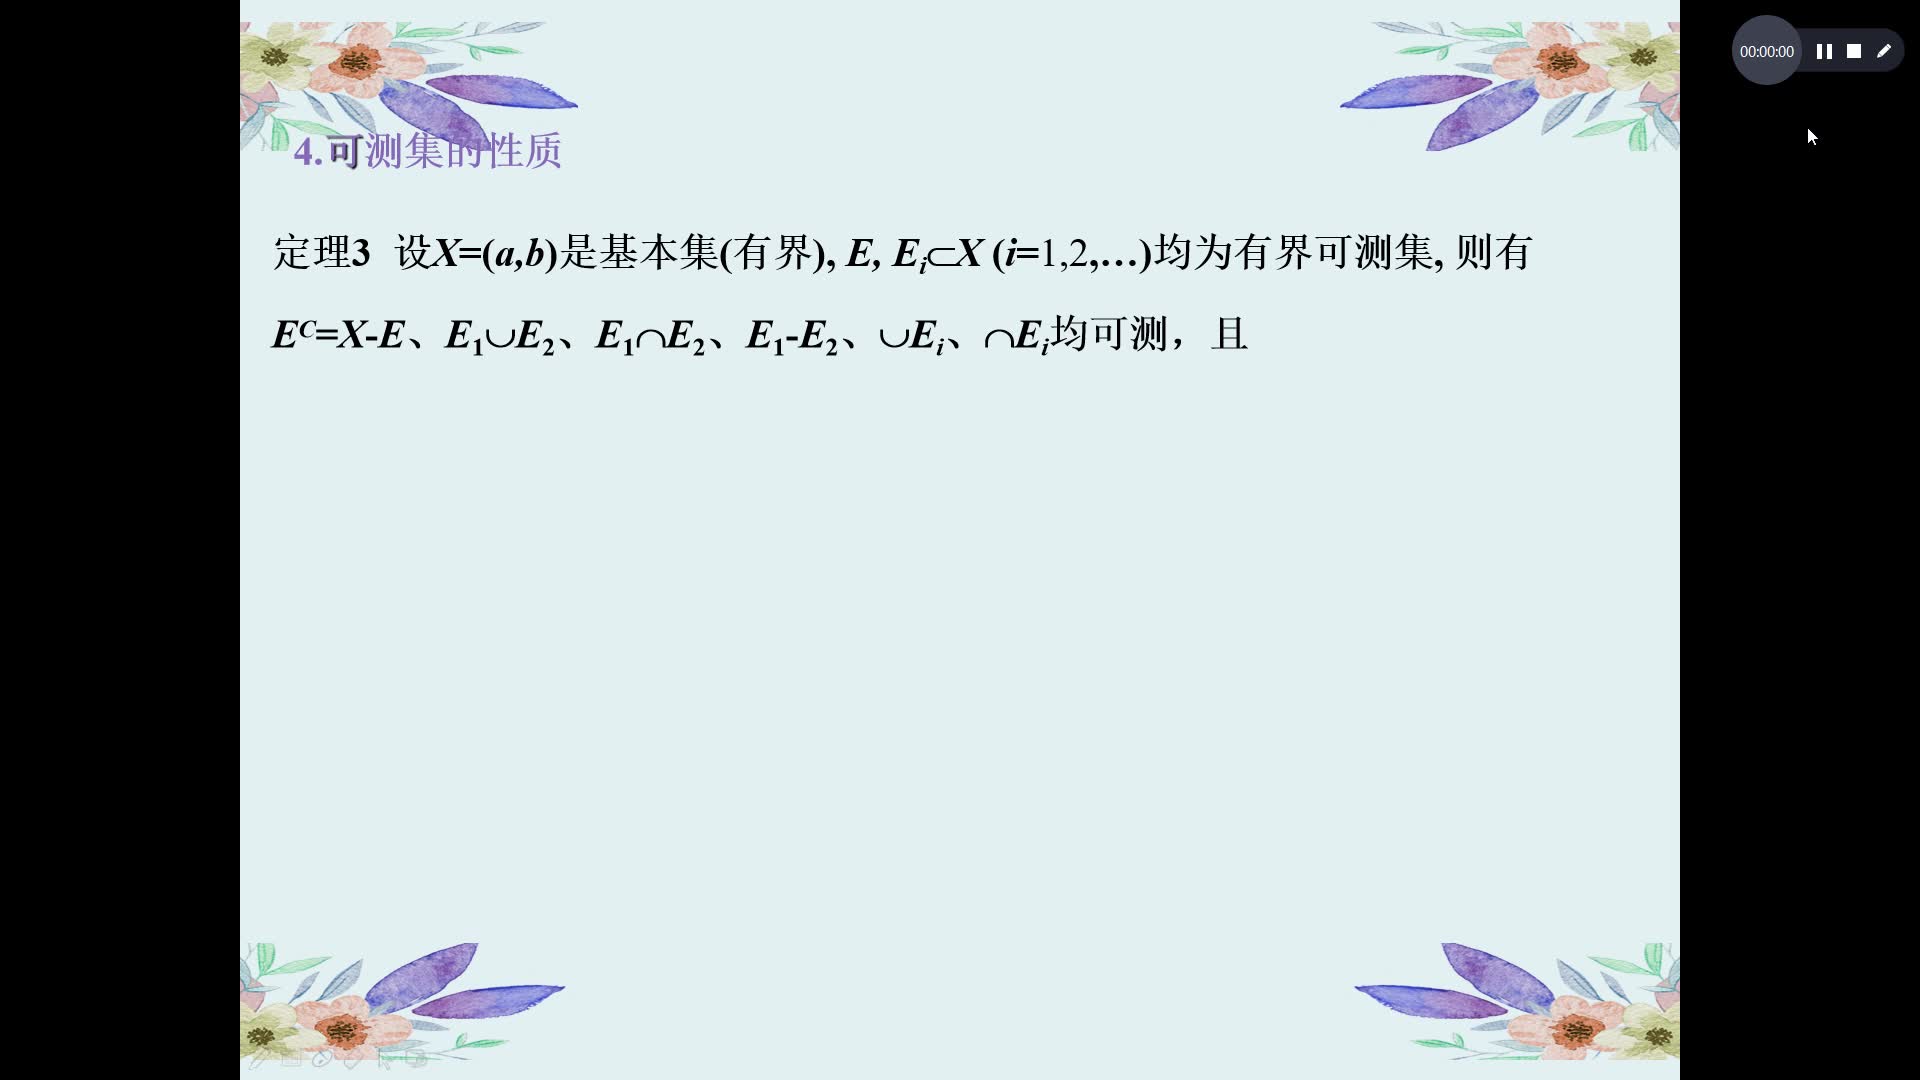 00:00:00
4.可测集的性质
定理3 设X=(a,b)是基本集(有界), E, Eᵢ⊂X (i=1,2,…)均为有界可测集, 则有
Eᶜ=X-E、E₁∪E₂、E₁∩E₂、E₁-E₂、∪Eᵢ、∩Eᵢ均可测，且